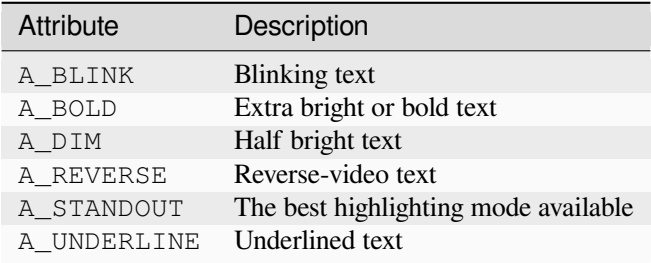 Attribute Description
A_BLINK Blinking text
A_BOLD Extra bright or bold text
A_DIM Half bright text
A_REVERSE Reverse-video text
A_STANDOUT The best highlighting mode available
A_UNDERLINE Underlined text